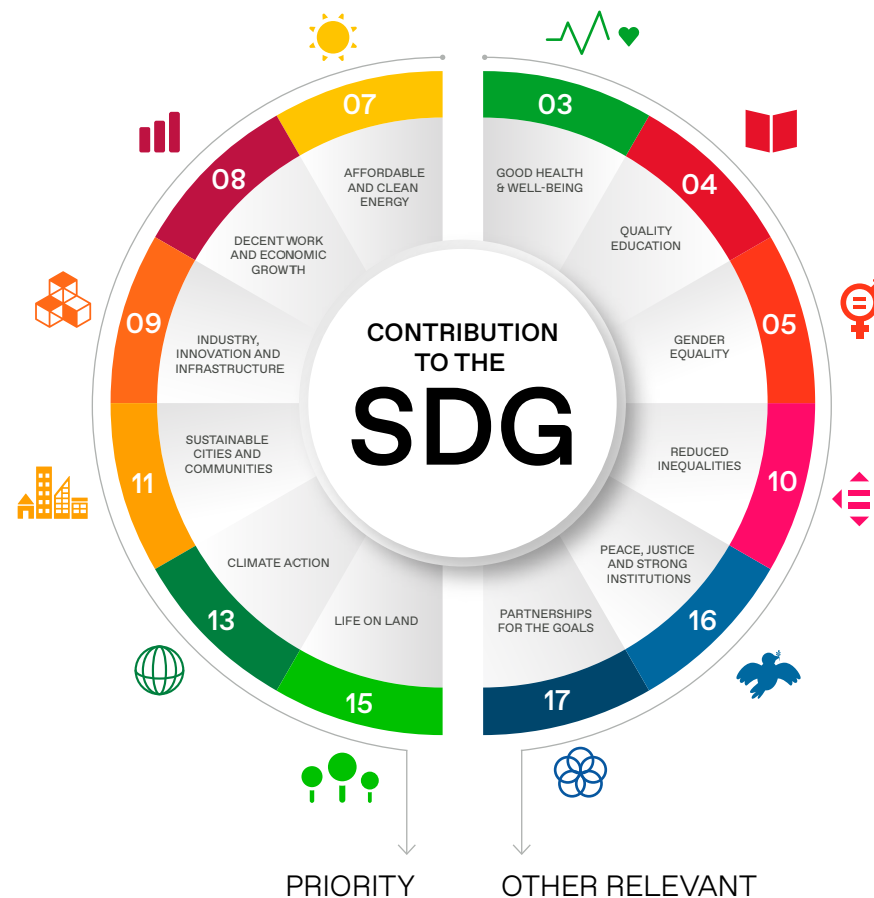 07
AFFORDABLE
AND CLEAN
ENERGY
08
DECENT WORK
AND ECONOMIC
GROWTH
09
INDUSTRY,
INNOVATION AND
INFRASTRUCTURE
11
SUSTAINABLE
CITIES AND
COMMUNITIES
13
CLIMATE ACTION
15
LIFE ON LAND
CONTRIBUTION
TO THE
SDG
03
GOOD HEALTH
& WELL-BEING
04
QUALITY
EDUCATION
05
GENDER
EQUALITY
10
REDUCED
INEQUALITIES
16
PEACE, JUSTICE
AND STRONG
INSTITUTIONS
17
PARTNERSHIPS
FOR THE GOALS
PRIORITY
OTHER RELEVANT